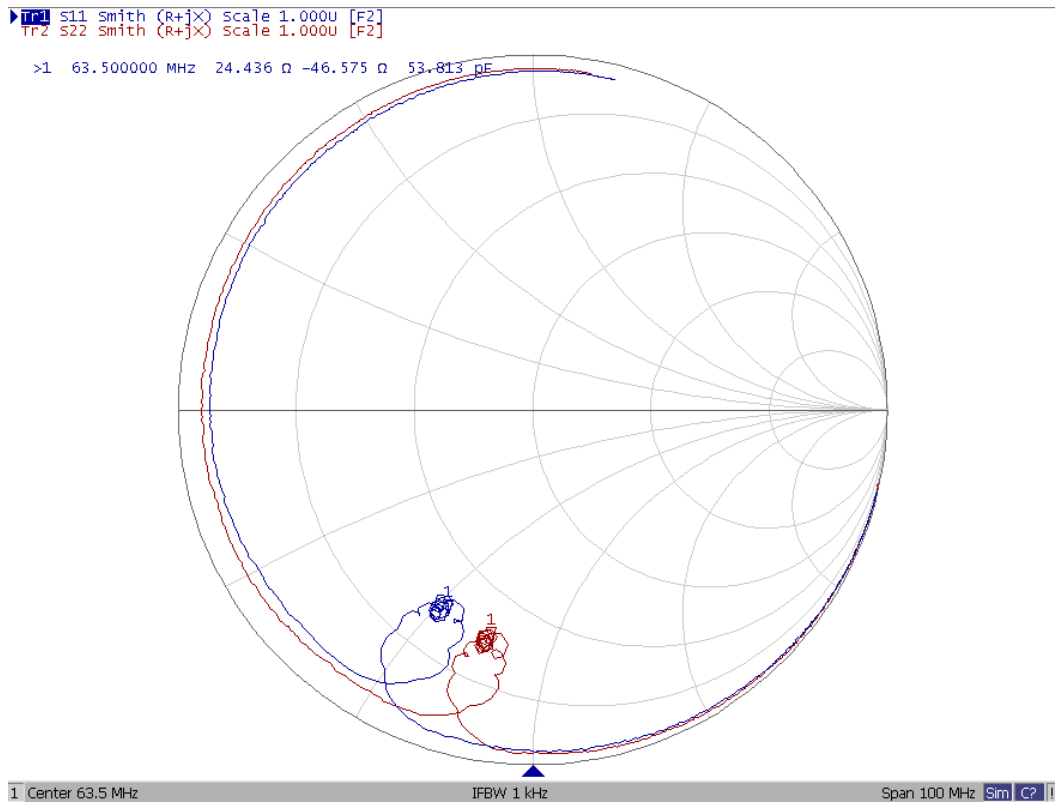 Tr1 S11 Smith (R+jX) Scale 1.000U [F2]
Tr2 S22 Smith (R+jX) Scale 1.000U [F2]
>1 63.500000 MHz 24.436 Ω -46.575 Ω 53.813 pF
1
1
1 Center 63.5 MHz IFBW 1 kHz Span 100 MHz Sim C? !